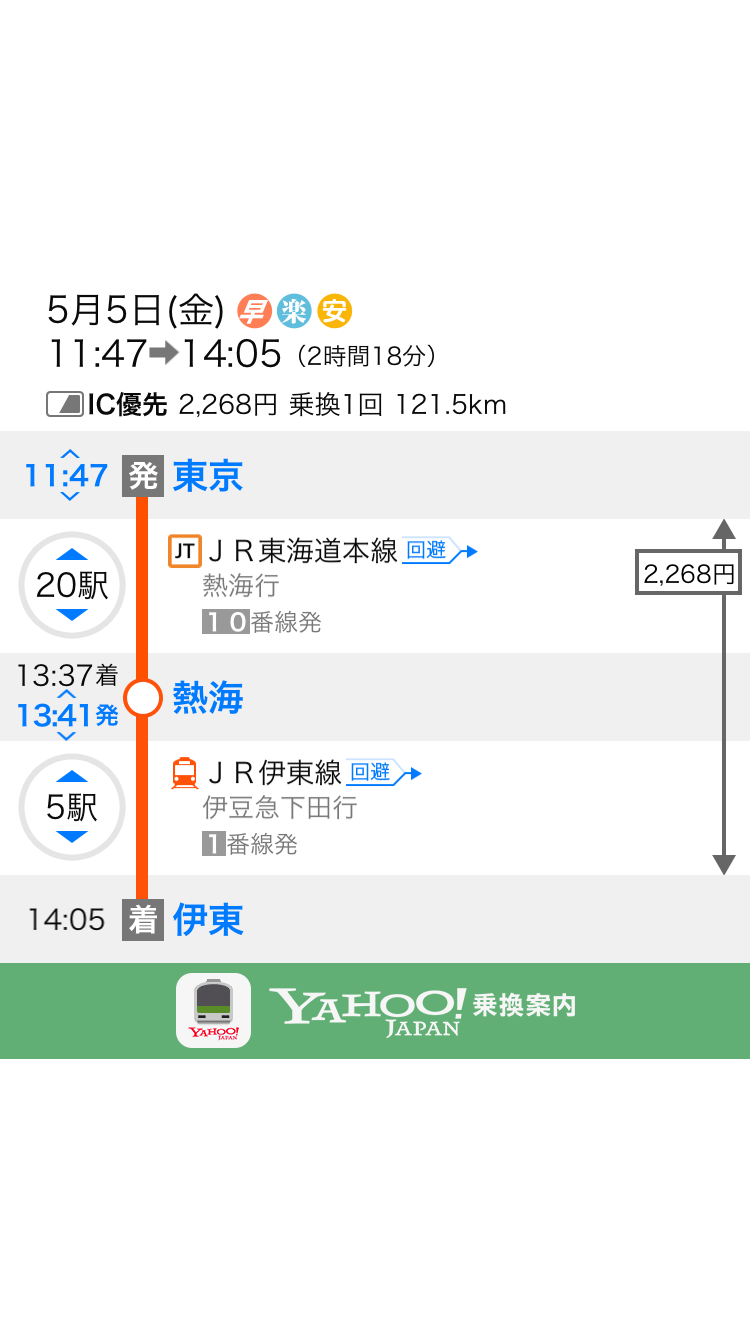 5月5日(金) 早 楽 安
11:47➡14:05（2時間18分）
IC優先 2,268円 乗換1回 121.5km
11:47 発 東京
JT ＪＲ東海道本線 回避
20駅 熱海行 2,268円
１０番線発
13:37着
13:41発 熱海
ＪＲ伊東線 回避
5駅 伊豆急下田行
1番線発
14:05 着 伊東
YAHOO! JAPAN YAHOO! JAPAN 乗換案内